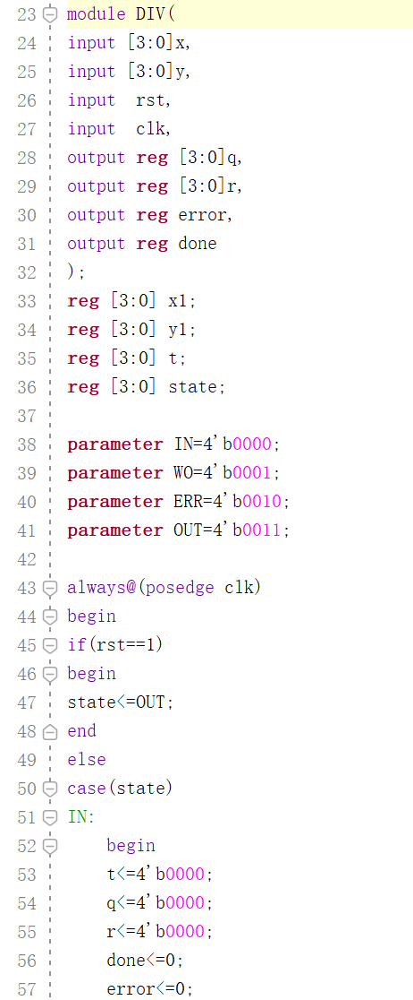 23 module DIV(
24 input [3:0]x,
25 input [3:0]y,
26 input  rst,
27 input  clk,
28 output reg [3:0]q,
29 output reg [3:0]r,
30 output reg error,
31 output reg done
32 );
33 reg [3:0] x1;
34 reg [3:0] y1;
35 reg [3:0] t;
36 reg [3:0] state;
37
38 parameter IN=4'b0000;
39 parameter WO=4'b0001;
40 parameter ERR=4'b0010;
41 parameter OUT=4'b0011;
42
43 always@(posedge clk)
44 begin
45 if(rst==1)
46 begin
47 state<=OUT;
48 end
49 else
50 case(state)
51 IN:
52     begin
53     t<=4'b0000;
54     q<=4'b0000;
55     r<=4'b0000;
56     done<=0;
57     error<=0;